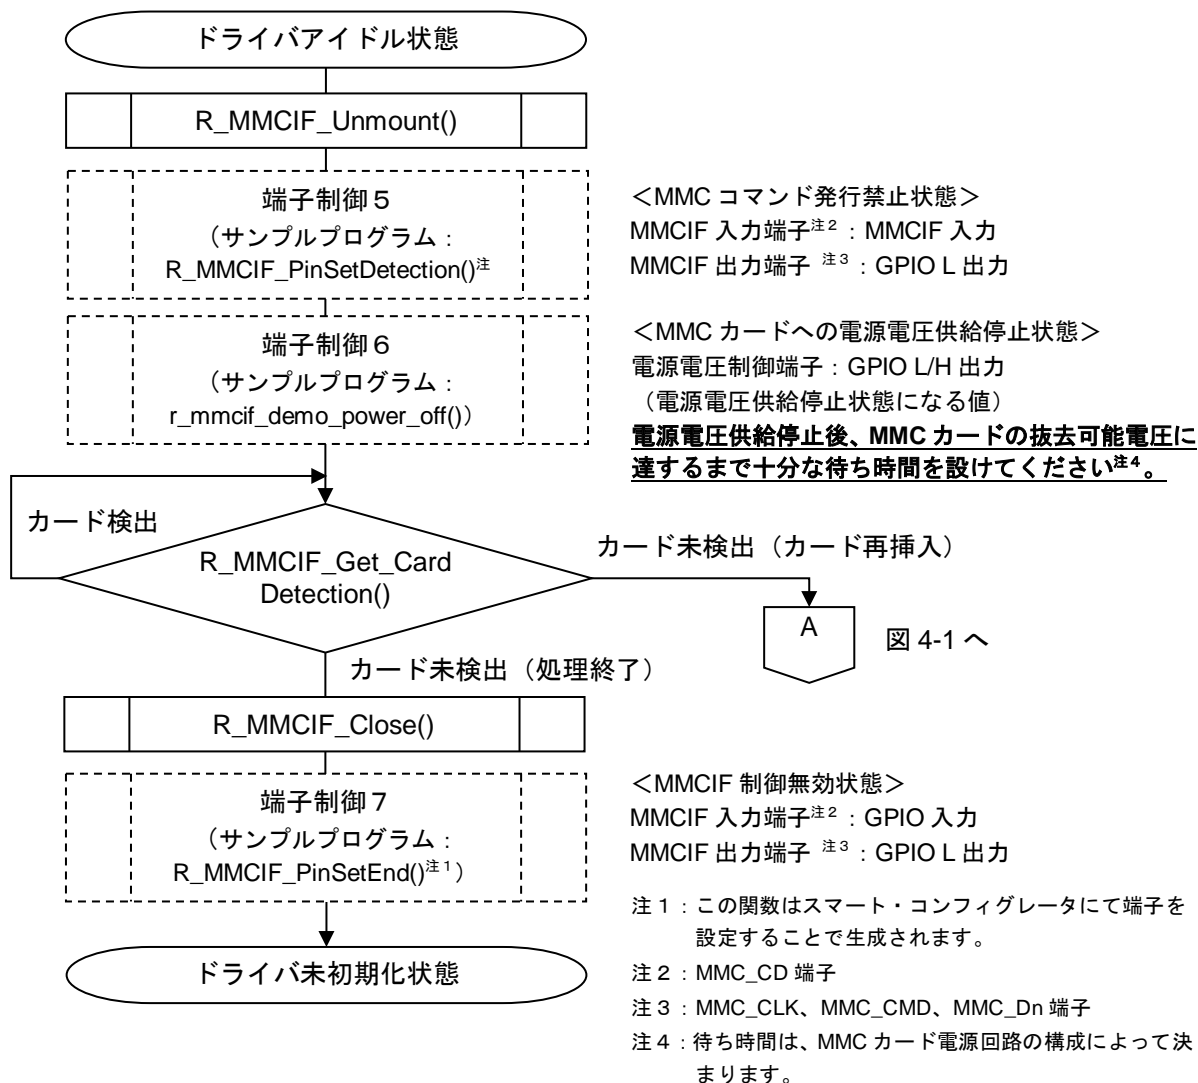 ドライバアイドル状態
R_MMCIF_Unmount()
端子制御５
（サンプルプログラム：
R_MMCIF_PinSetDetection()注
＜MMC コマンド発行禁止状態＞
MMCIF 入力端子注２：MMCIF 入力
MMCIF 出力端子 注３：GPIO L 出力
端子制御６
（サンプルプログラム：
r_mmcif_demo_power_off()）
＜MMC カードへの電源電圧供給停止状態＞
電源電圧制御端子：GPIO L/H 出力
（電源電圧供給停止状態になる値）
電源電圧供給停止後、MMC カードの抜去可能電圧に
達するまで十分な待ち時間を設けてください注４。
カード検出
R_MMCIF_Get_Card
Detection()
カード未検出（カード再挿入）
A
図 4-1 へ
カード未検出（処理終了）
R_MMCIF_Close()
端子制御７
（サンプルプログラム：
R_MMCIF_PinSetEnd()注１）
＜MMCIF 制御無効状態＞
MMCIF 入力端子注２：GPIO 入力
MMCIF 出力端子 注３：GPIO L 出力
ドライバ未初期化状態
注１：この関数はスマート・コンフィグレータにて端子を
設定することで生成されます。
注２：MMC_CD 端子
注３：MMC_CLK、MMC_CMD、MMC_Dn 端子
注４：待ち時間は、MMC カード電源回路の構成によって決
まります。